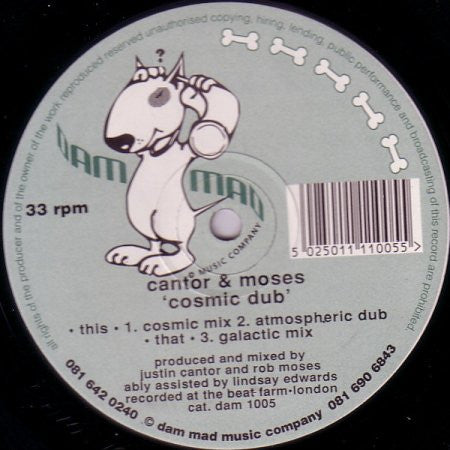 all rights of the producer and of the owner of the work reproduced reserved unauthorised copying, hiring, lending, public performance and broadcasting of this record are prohibited.
?
DAM MAD
MUSIC COMPANY
33 rpm
5 025011 110055 >
cantor & moses
'cosmic dub'
• this • 1. cosmic mix 2. atmospheric dub
• that • 3. galactic mix
produced and mixed by
justin cantor and rob moses
ably assisted by lindsay edwards
recorded at the beat farm•london
cat. dam 1005
081 642 0240 © dam mad music company 081 690 6843